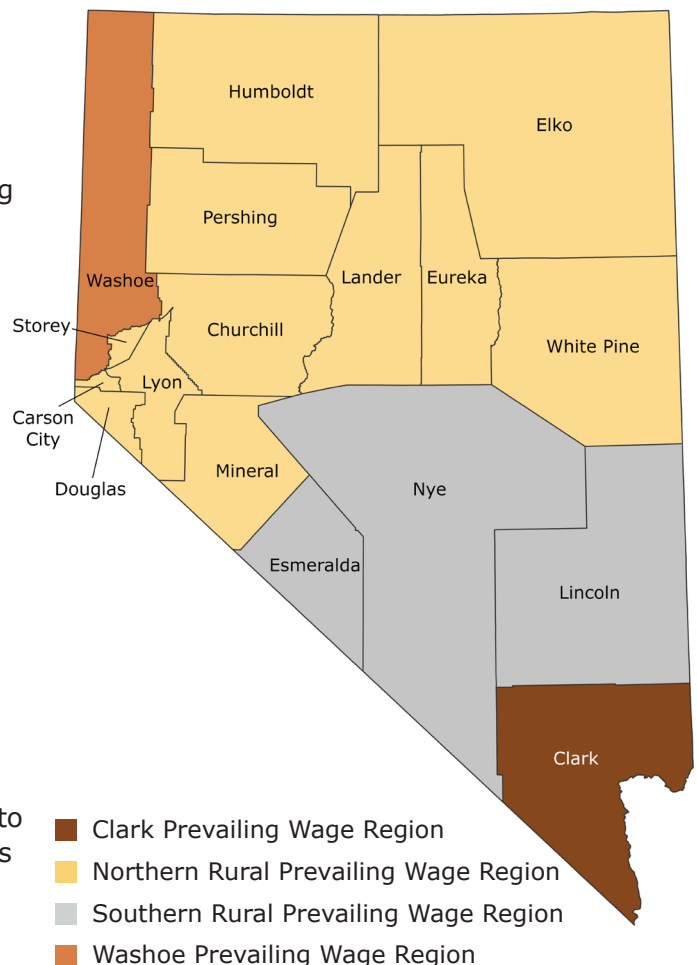 Humboldt
Elko
g
Pershing
Washoe
Lander
Eureka
Storey
Churchill
White Pine
Lyon
Carson
City
Mineral
Douglas
Nye
Esmeralda
Lincoln
Clark
to
s
Clark Prevailing Wage Region
Northern Rural Prevailing Wage Region
Southern Rural Prevailing Wage Region
Washoe Prevailing Wage Region